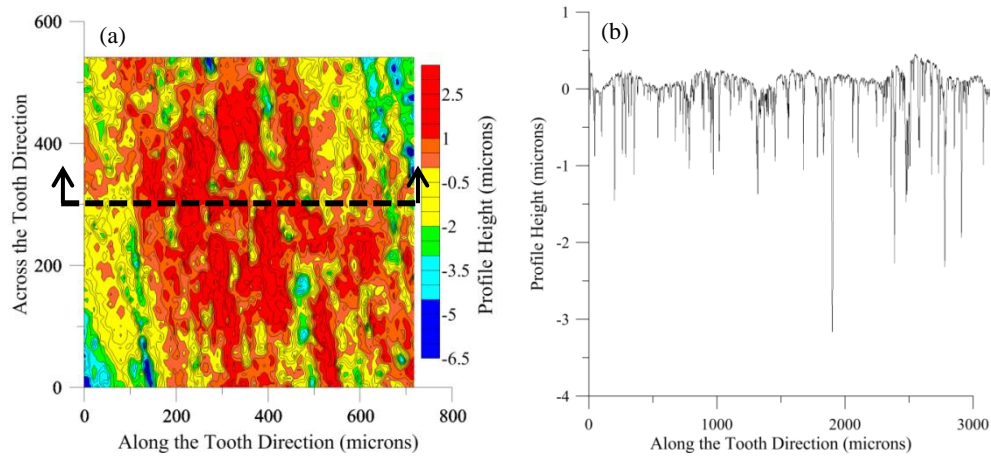 (a)
600
400
200
0
Across the Tooth Direction
0 200 400 600 800
Along the Tooth Direction (microns)
2.5
1
-0.5
-2
-3.5
-5
-6.5
Profile Height (microns)
(b)
1
0
-1
-2
-3
-4
Profile Height (microns)
0 1000 2000 3000
Along the Tooth Direction (microns)